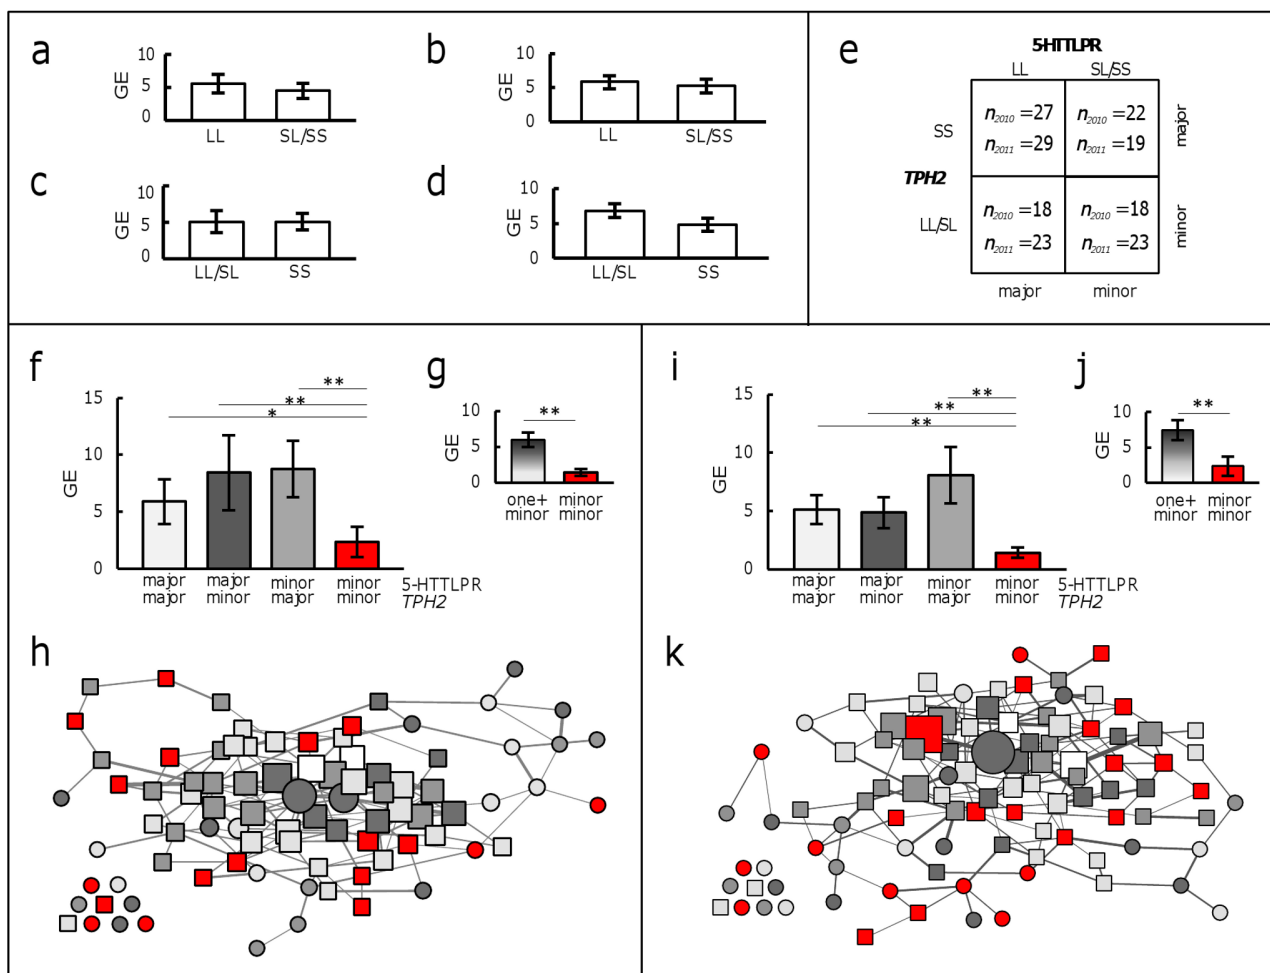 a
10
5
0
GE
LL
SL/SS
b
10
5
0
GE
LL
SL/SS
c
10
5
0
GE
LL/SL
SS
d
10
5
0
GE
LL/SL
SS
e
5-HTTLPR
LL
SL/SS
SS
n2010 =27
n2010 =22
major
n2011 =29
n2011 =19
TPH2
LL/SL
n2010 =18
n2010 =18
minor
n2011 =23
n2011 =23
major
minor
f
15
10
5
0
GE
**
**
*
major major minor minor 5-HTTLPR
major minor major minor TPH2
g
10
5
0
GE
**
one+ minor
minor minor
h
i
15
10
5
0
GE
**
**
**
major major minor minor 5-HTTLPR
major minor major minor TPH2
j
10
5
0
GE
**
one+ minor
minor minor
k